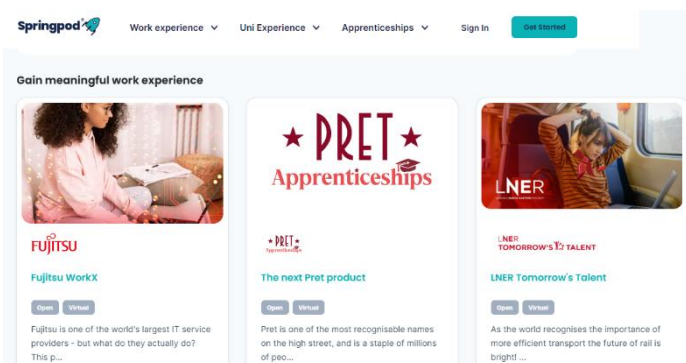 Springpod
Work experience
Uni Experience
Apprenticeships
Sign In
Get Started
Gain meaningful work experience
FUJITSU
Fujitsu WorkX
Open
Virtual
Fujitsu is one of the world's largest IT service
providers - but what do they actually do?
This p...
PRET
Apprenticeships
PRET
Apprenticeships
The next Pret product
Open
Virtual
Pret is one of the most recognisable names
on the high street, and is a staple of millions
of peo...
LNER
LNER
TOMORROW'S TALENT
LNER Tomorrow's Talent
Open
Virtual
As the world recognises the importance of
more efficient transport the future of rail is
bright! ...